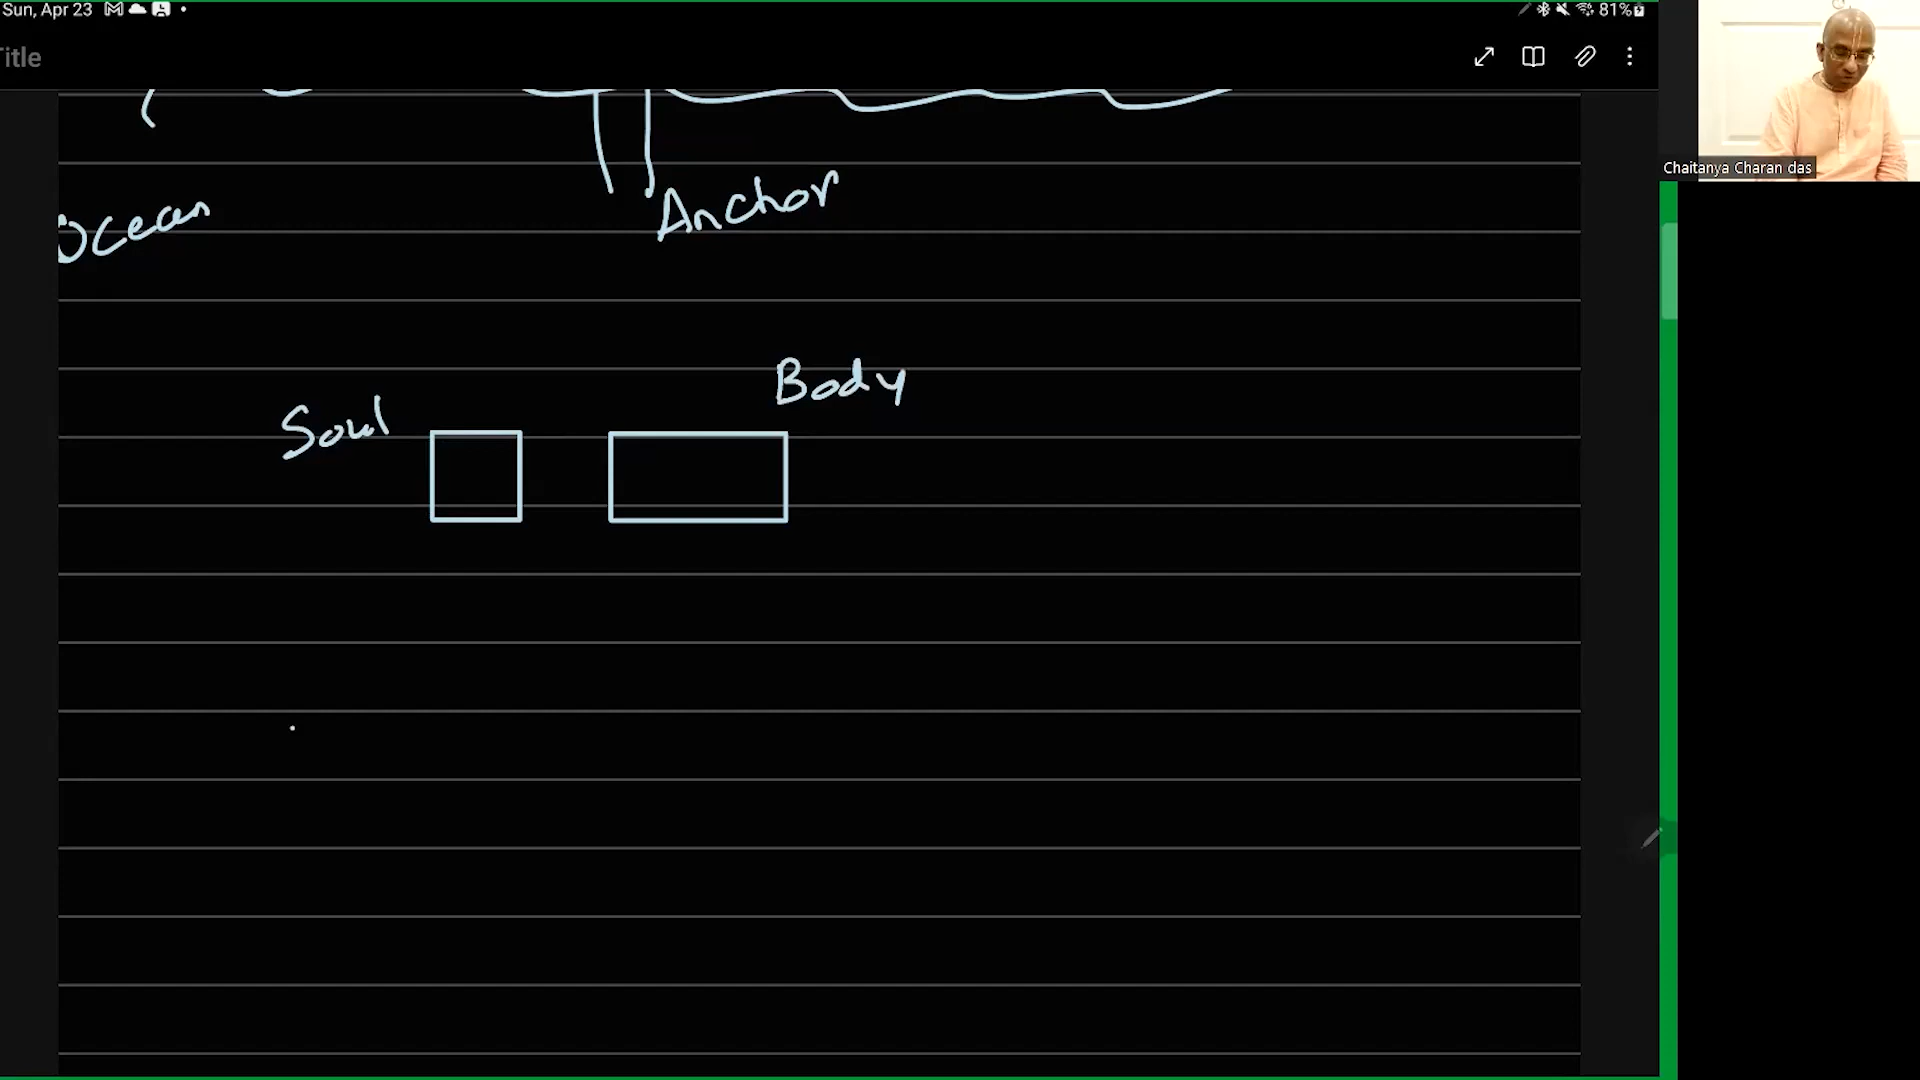 Sun, Apr 23
81%
Title
Chaitanya Charan das
Anchor
Ocean
Body
Soul